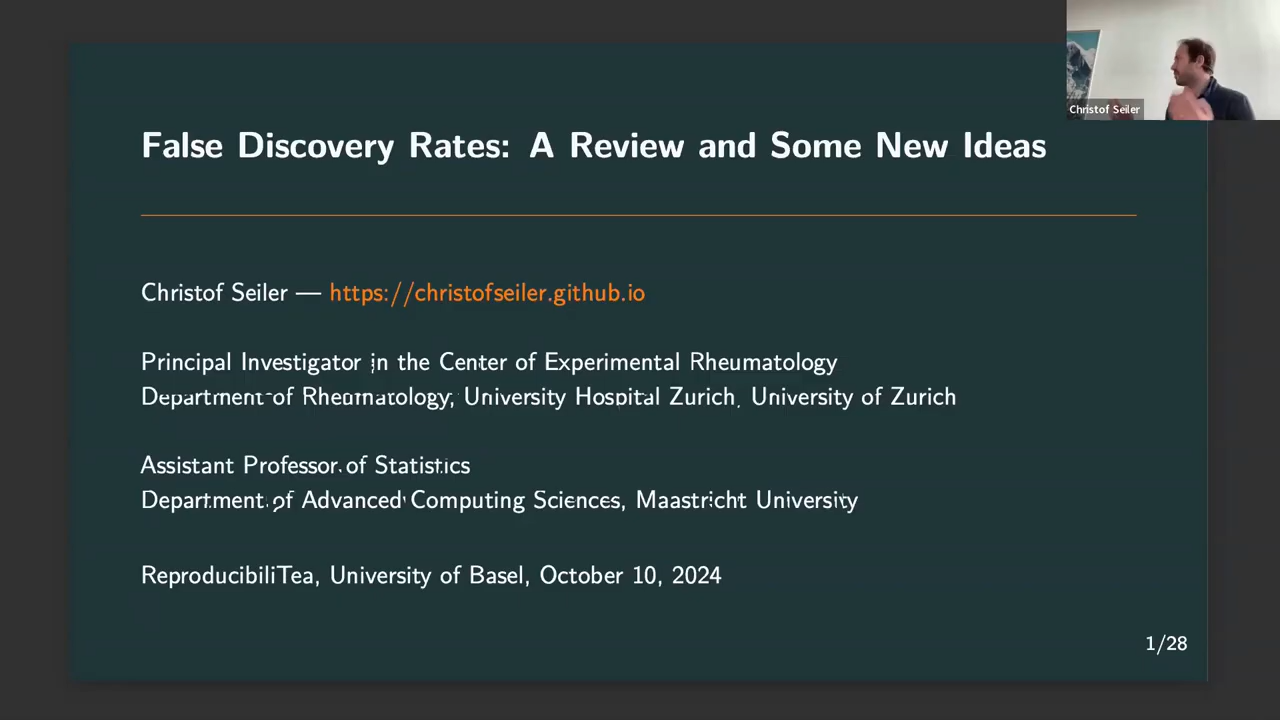 Christof Seiler
False Discovery Rates: A Review and Some New Ideas
Christof Seiler — https://christofseiler.github.io
Principal Investigator in the Center of Experimental Rheumatology
Department of Rheumatology, University Hospital Zurich, University of Zurich
Assistant Professor of Statistics
Department of Advanced Computing Sciences, Maastricht University
ReproducibiliTea, University of Basel, October 10, 2024
1/28